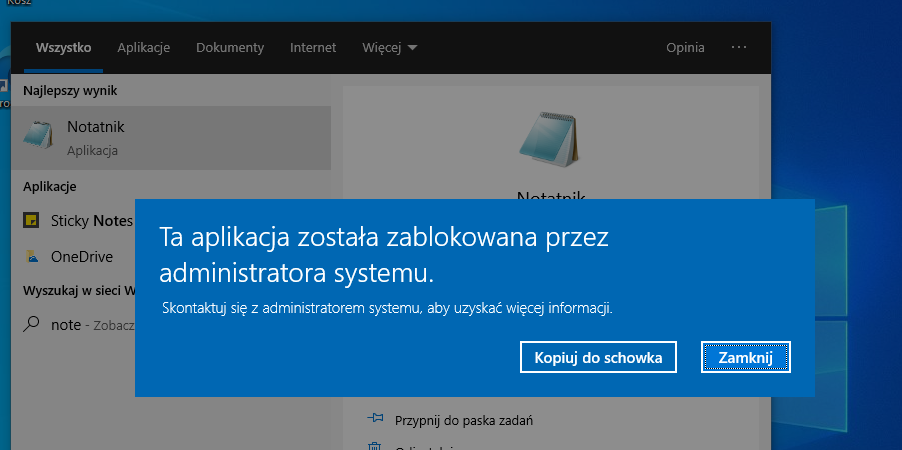 Kosz
Wszystko Aplikacje Dokumenty Internet Więcej Opinia ...
Najlepszy wynik
Notatnik
Aplikacja
Notatnik
Aplikacje
Sticky Notes
OneDrive
Wyszukaj w sieci W
note - Zobacz
Ta aplikacja została zablokowana przez
administratora systemu.
Skontaktuj się z administratorem systemu, aby uzyskać więcej informacji.
Kopiuj do schowka Zamknij
Przypnij do paska zadań